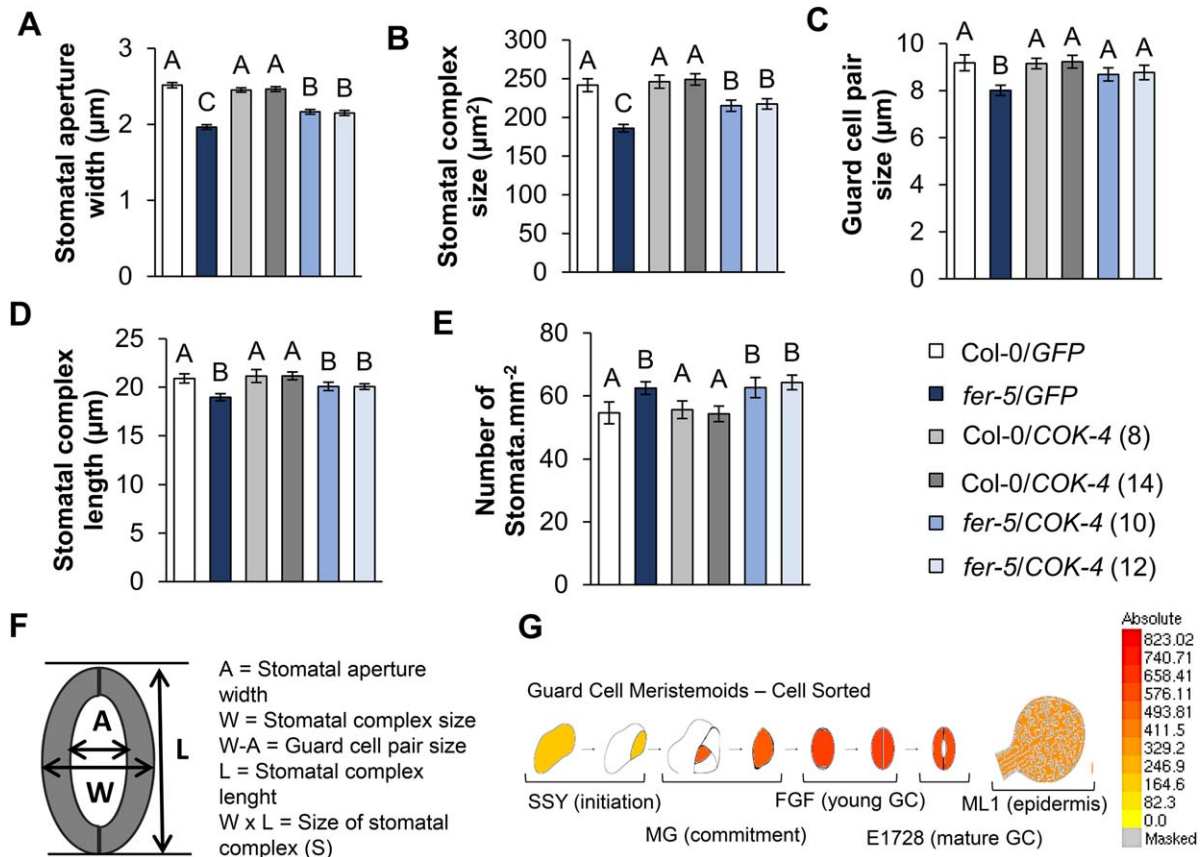 A
Stomatal aperture
width (µm)
3
2
1
0
A
C
A
A
B
B
B
Stomatal complex
size (µm²)
300
250
200
150
100
50
0
A
C
A
A
B
B
C
Guard cell pair
size (µm)
10
8
6
4
2
0
A
B
A
A
A
A
D
Stomatal complex
length (µm)
25
20
15
10
5
0
A
B
A
A
B
B
E
Number of
Stomata.mm⁻²
80
60
40
20
0
A
B
A
A
B
B
Col-0/GFP
fer-5/GFP
Col-0/COK-4 (8)
Col-0/COK-4 (14)
fer-5/COK-4 (10)
fer-5/COK-4 (12)
F
A
W
L
A = Stomatal aperture
width
W = Stomatal complex size
W-A = Guard cell pair size
L = Stomatal complex
lenght
W x L = Size of stomatal
complex (S)
G
Guard Cell Meristemoids – Cell Sorted
SSY (initiation)
MG (commitment)
FGF (young GC)
E1728 (mature GC)
ML1 (epidermis)
Absolute
823.02
740.71
658.41
576.11
493.81
411.5
329.2
246.9
164.6
82.3
0.0
Masked